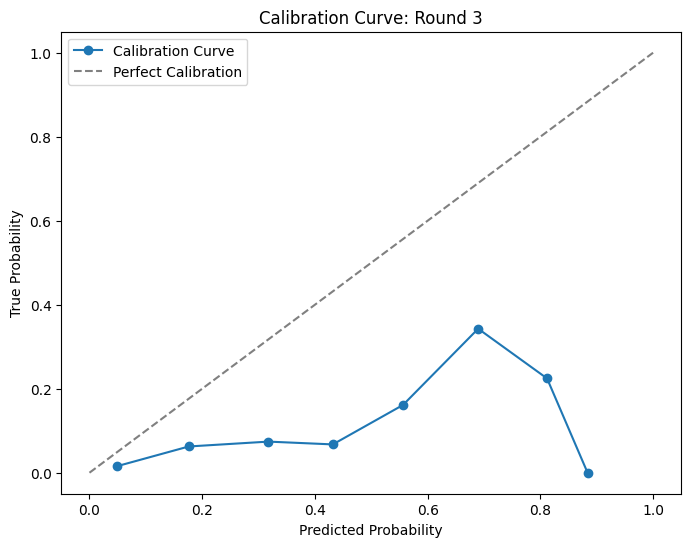 Calibration Curve: Round 3
Calibration Curve
Perfect Calibration
1.0
0.8
0.6
0.4
0.2
0.0
True Probability
0.0 0.2 0.4 0.6 0.8 1.0
Predicted Probability